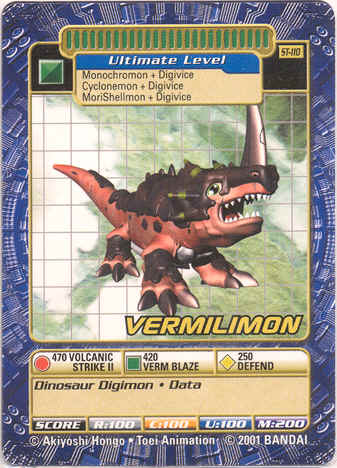 ST-110
Ultimate Level
Monochromon + Digivice
Cyclonemon + Digivice
MoriShellmon + Digivice
VERMILIMON
470 VOLCANIC
STRIKE II
420
VERM BLAZE
250
DEFEND
Dinosaur Digimon • Data
SCORE R:100 C:100 U:100 M:200
© Akiyoshi Hongo • Toei Animation • © 2001 BANDAI